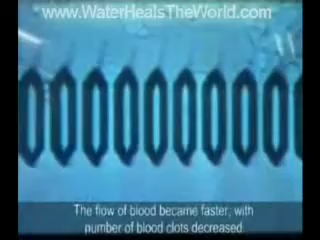 www.WaterHealsTheWorld.com
The flow of blood became faster, with
number of blood clots decreased